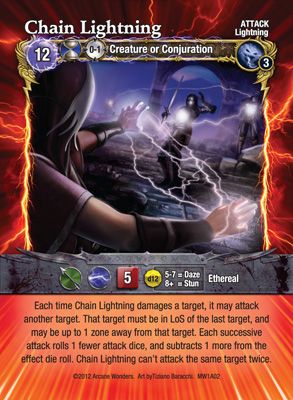 Chain Lightning
ATTACK
Lightning
12
0-1
Creature or Conjuration
3
5
d12
5-7 = Daze
8+ = Stun
Ethereal
Each time Chain Lightning damages a target, it may attack
another target. That target must be in LoS of the last target, and
may be up to 1 zone away from that target. Each successive
attack rolls 1 fewer attack dice, and subtracts 1 more from the
effect die roll. Chain Lightning can't attack the same target twice.
©2012 Arcane Wonders. Art byTiziano Baracchi. MW1A02